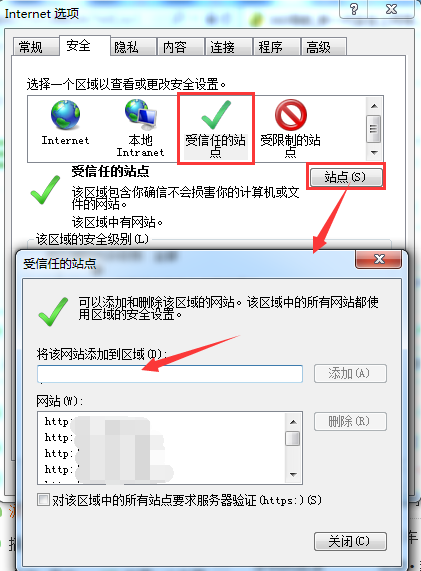 Internet 选项
常规 安全 隐私 内容 连接 程序 高级
选择一个区域以查看或更改安全设置。
Internet
本地
Intranet
受信任的站
点
受限制的站
点
受信任的站点
站点(S)
该区域包含你确信不会损害你的计算机或文
件的网站。
该区域中有网站。
该区域的安全级别(L)
受信任的站点
可以添加和删除该区域的网站。该区域中的所有网站都使
用区域的安全设置。
将该网站添加到区域(D):
添加(A)
网站(W):
删除(R)
http:
http:
http:
http:
对该区域中的所有站点要求服务器验证(https:)(S)
关闭(C)
车